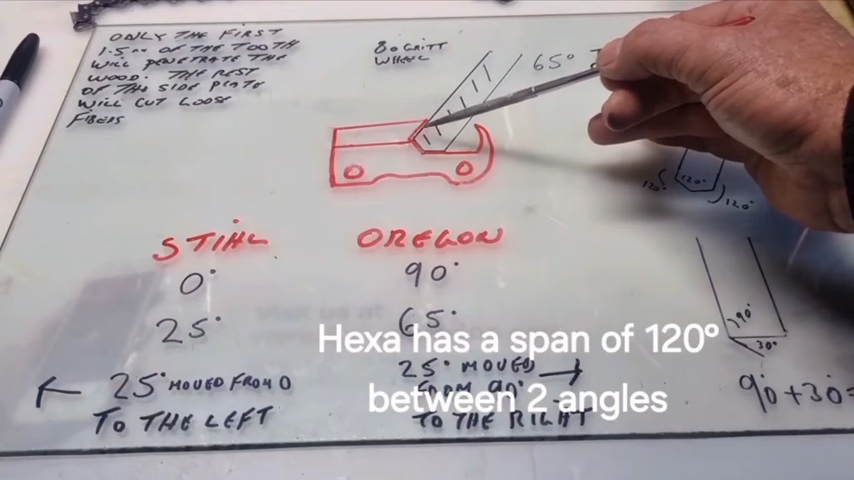 ONLY THE FIRST
1.5mm OF THE TOOTH
WILL PENETRATE THE
WOOD. THE REST
OF THE SIDE PLATE
WILL CUT LOOSE
FIBERS
80 GRITT
WHEEL
65°
120°
120°
120°
STIHL
0°
25°
25° MOVED FROM 0
TO THE LEFT
OREGON
90°
65°
25° MOVED
FROM 90°
TO THE RIGHT
90°
30°
90+30=
Hexa has a span of 120°
between 2 angles